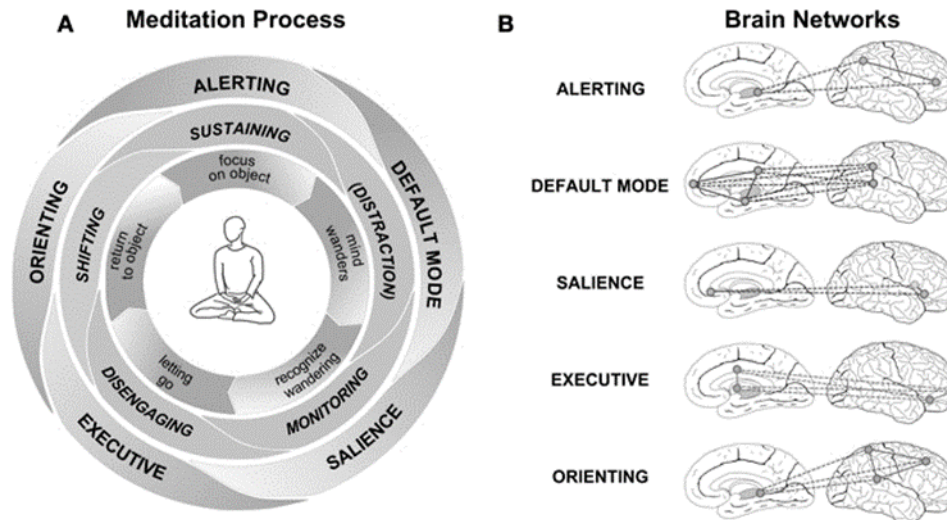 A
Meditation Process
ALERTING
DEFAULT MODE
SALIENCE
EXECUTIVE
ORIENTING
SUSTAINING
(DISTRACTION)
MONITORING
DISENGAGING
SHIFTING
focus
on object
mind
wanders
recognize
wandering
letting
go
return
to object
B
Brain Networks
ALERTING
DEFAULT MODE
SALIENCE
EXECUTIVE
ORIENTING